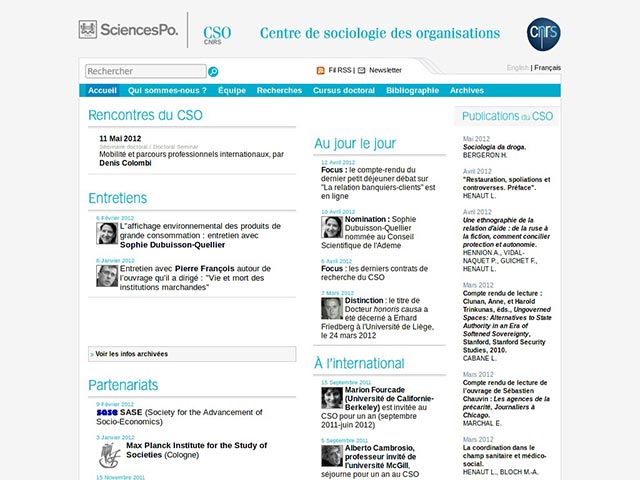 SciencesPo.
CSO
CNRS
Centre de sociologie des organisations
cnrs
Rechercher
Fil RSS |
Newsletter
English | Français
Accueil
Qui sommes-nous ?
Équipe
Recherches
Cursus doctoral
Bibliographie
Archives
Rencontres du CSO
11 Mai 2012
Séminaire doctoral / Doctoral Seminar
Mobilité et parcours professionnels internationaux, par
Denis Colombi
Entretiens
6 Février 2012
L"affichage environnemental des produits de
grande consommation : entretien avec
Sophie Dubuisson-Quellier
5 Janvier 2012
Entretien avec Pierre François autour de
l'ouvrage qu'il a dirigé : "Vie et mort des
institutions marchandes"
> Voir les infos archivées
Partenariats
9 Février 2012
sase SASE (Society for the Advancement of
Socio-Economics)
3 Janvier 2012
Max Planck Institute for the Study of
Societies (Cologne)
15 Novembre 2011
Au jour le jour
12 Avril 2012
Focus : le compte-rendu du
dernier petit déjeuner débat sur
"La relation banquiers-clients" est
en ligne
10 Avril 2012
Nomination : Sophie
Dubuisson-Quellier
nommée au Conseil
Scientifique de l'Ademe
6 Avril 2012
Focus : les derniers contrats de
recherche du CSO
7 Mars 2012
Distinction : le titre de
Docteur honoris causa a
été décerné à Erhard
Friedberg à l'Université de Liège,
le 24 mars 2012
À l'international
15 Septembre 2011
Marion Fourcade
(Université de Californie-
Berkeley) est invitée au
CSO pour un an (septembre
2011-juin 2012)
5 Septembre 2011
Alberto Cambrosio,
professeur invité de
l'université McGill,
séjourne pour un an au CSO
Publications du CSO
Mai 2012
Sociologia da droga.
BERGERON H.
Avril 2012
"Restauration, spoliations et
controverses. Préface".
HENAUT L.
Avril 2012
Une ethnographie de la
relation d'aide : de la ruse à
la fiction, comment concilier
protection et autonomie.
HENNION A., VIDAL-
NAQUET P., GUICHET F.,
HENAUT L.
Mars 2012
Compte rendu de lecture :
Clunan, Anne, et Harold
Trinkunas, éds., Ungoverned
Spaces: Alternatives to State
Authority in an Era of
Softened Sovereignty,
Stanford, Stanford Security
Studies, 2010.
CABANE L.
Mars 2012
Compte rendu de lecture de
l'ouvrage de Sébastien
Chauvin : Les agences de la
précarité, Journaliers à
Chicago.
MARCHAL E.
Mars 2012
La coordination dans le
champ sanitaire et médico-
social.
HENAUT L., BLOCH M.-A.